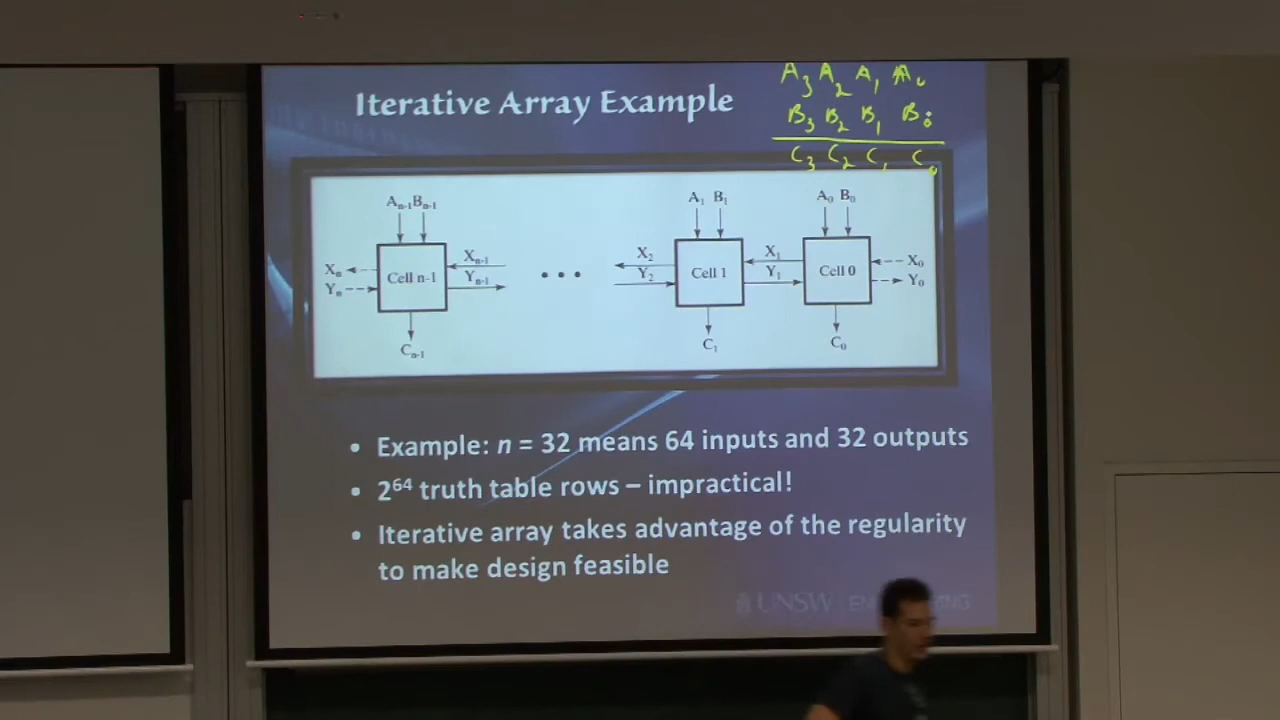 Iterative Array Example
A₃ A₂ A₁ A₀
B₃ B₂ B₁ B₀
C₃ C₂ C₁ C₀
Aₙ₋₁ Bₙ₋₁ A₁ B₁ A₀ B₀
Xₙ Xₙ₋₁ X₂ X₁ X₀
Cell n-1 Cell 1 Cell 0
Yₙ Yₙ₋₁ Y₂ Y₁ Y₀
Cₙ₋₁ C₁ C₀
• Example: n = 32 means 64 inputs and 32 outputs
• 2⁶⁴ truth table rows – impractical!
• Iterative array takes advantage of the regularity
to make design feasible
UNSW